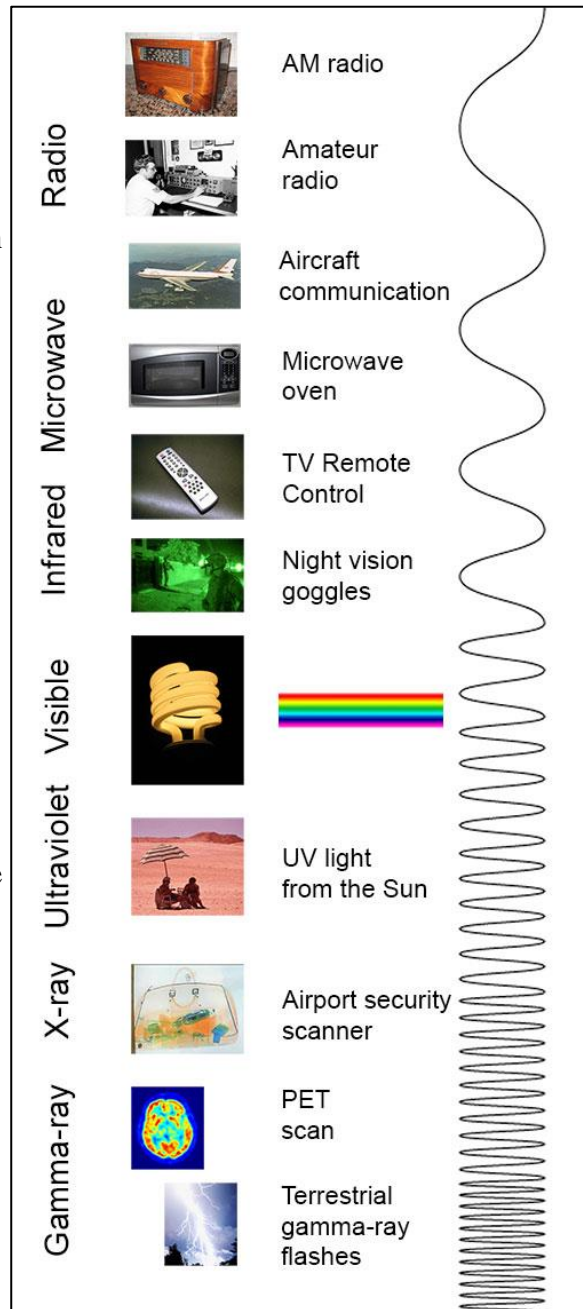 Radio
AM radio
Amateur
radio
Aircraft
communication
Microwave
Microwave
oven
Infrared
TV Remote
Control
Night vision
goggles
Visible
Ultraviolet
UV light
from the Sun
X-ray
Airport security
scanner
Gamma-ray
PET
scan
Terrestrial
gamma-ray
flashes